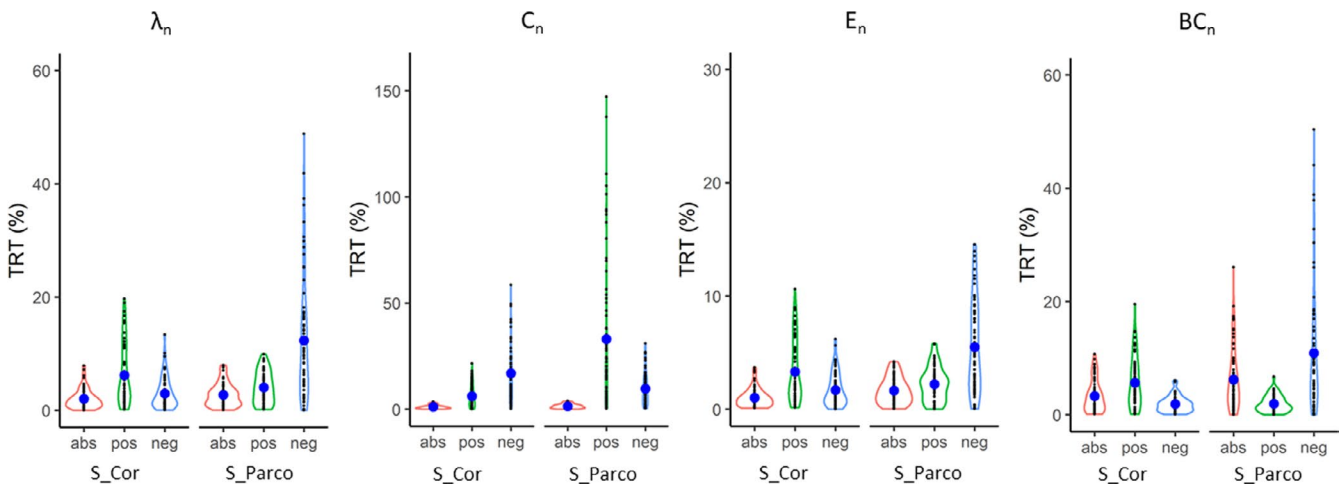 λn
TRT (%)
60
40
20
0
abs pos neg abs pos neg
S_Cor S_Parco
Cn
TRT (%)
150
100
50
0
abs pos neg abs pos neg
S_Cor S_Parco
En
TRT (%)
30
20
10
0
abs pos neg abs pos neg
S_Cor S_Parco
BCn
TRT (%)
60
40
20
0
abs pos neg abs pos neg
S_Cor S_Parco